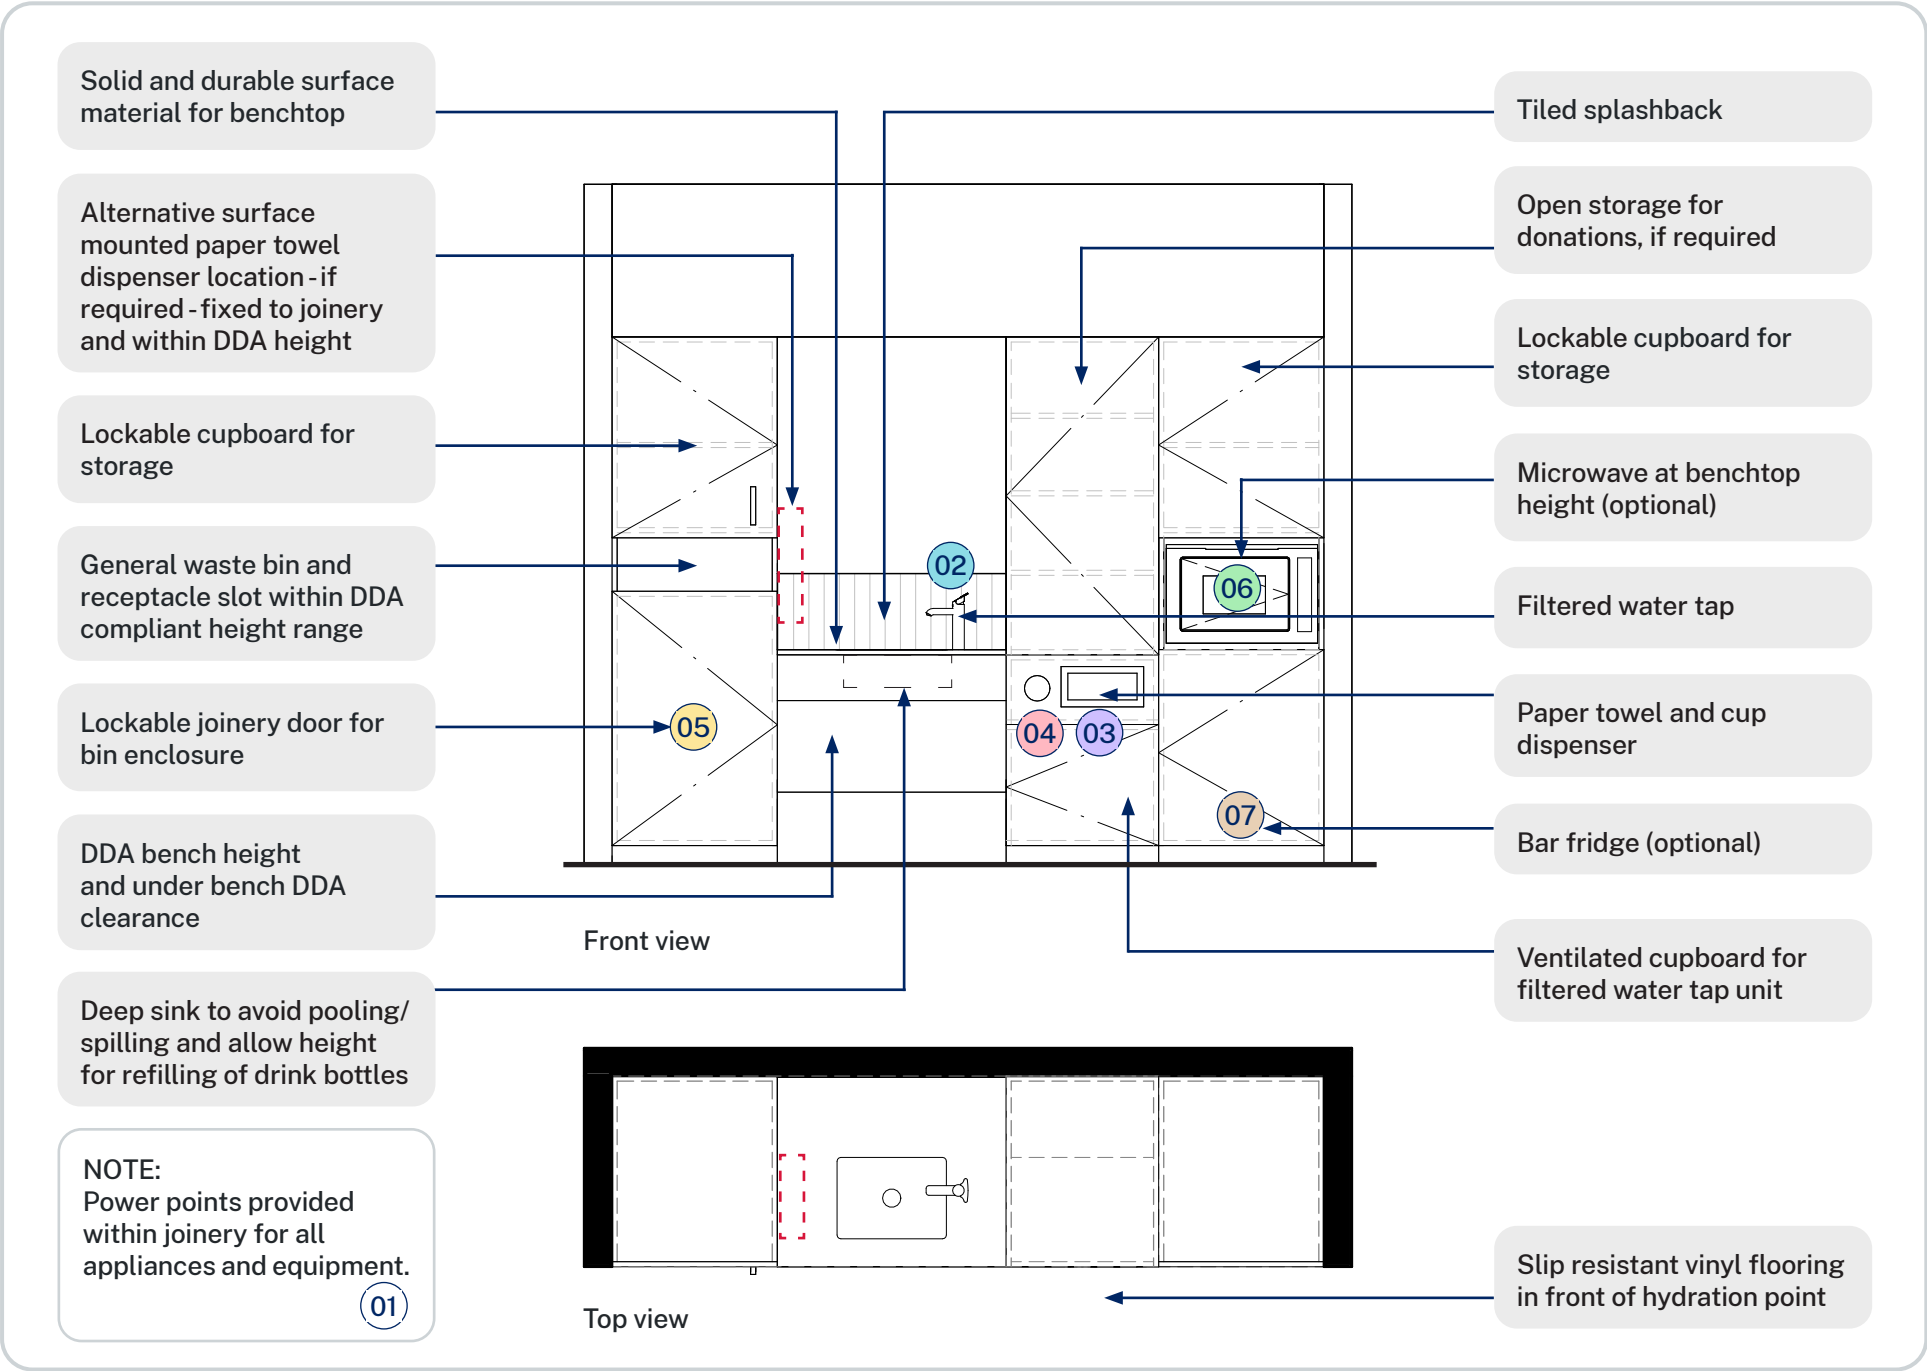 Solid and durable surface
material for benchtop
Alternative surface
mounted paper towel
dispenser location - if
required - fixed to joinery
and within DDA height
Lockable cupboard for
storage
General waste bin and
receptacle slot within DDA
compliant height range
Lockable joinery door for
bin enclosure
DDA bench height
and under bench DDA
clearance
Deep sink to avoid pooling/
spilling and allow height
for refilling of drink bottles
NOTE:
Power points provided
within joinery for all
appliances and equipment.
01
02
06
05
04
03
07
Front view
Top view
Tiled splashback
Open storage for
donations, if required
Lockable cupboard for
storage
Microwave at benchtop
height (optional)
Filtered water tap
Paper towel and cup
dispenser
Bar fridge (optional)
Ventilated cupboard for
filtered water tap unit
Slip resistant vinyl flooring
in front of hydration point